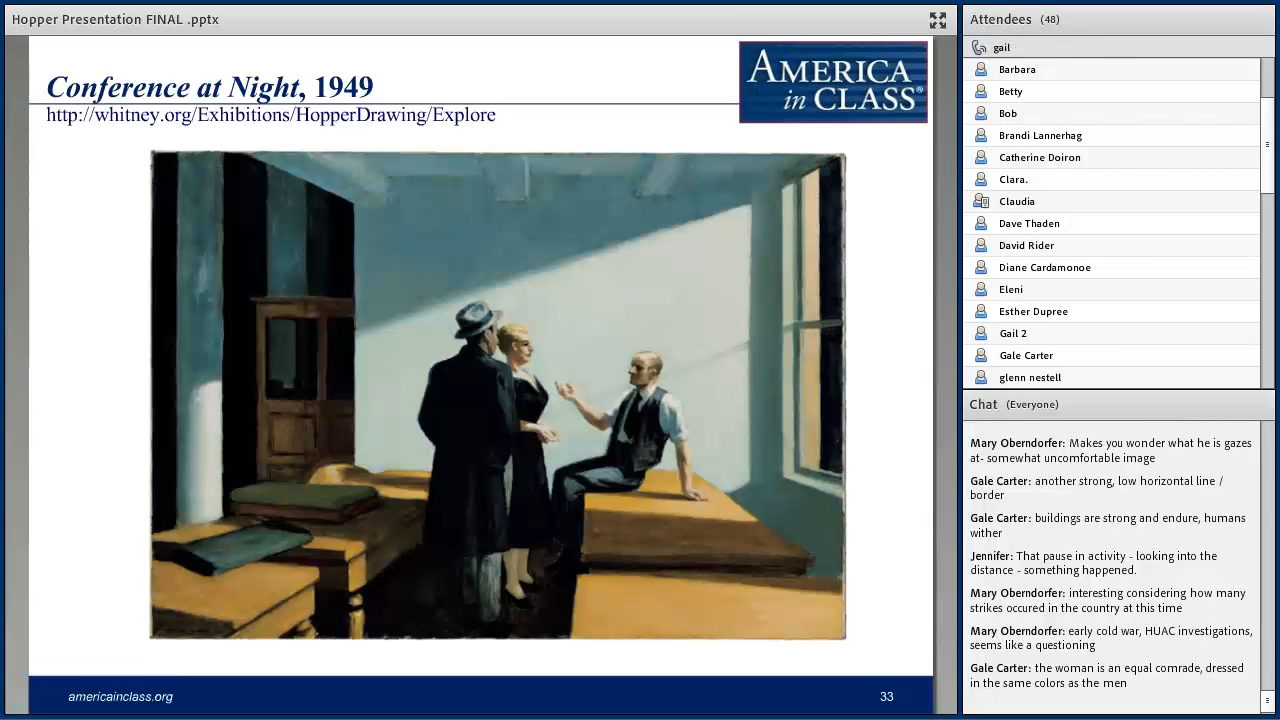 Hopper Presentation FINAL .pptx
Conference at Night, 1949
http://whitney.org/Exhibitions/HopperDrawing/Explore
AMERICA
in CLASS®
americainclass.org
33
Attendees (48)
gail
Barbara
Betty
Bob
Brandi Lannerhag
Catherine Doiron
Clara.
Claudia
Dave Thaden
David Rider
Diane Cardamonoe
Eleni
Esther Dupree
Gail 2
Gale Carter
glenn nestell
Chat (Everyone)
Mary Oberndorfer: Makes you wonder what he is gazes
at- somewhat uncomfortable image
Gale Carter: another strong, low horizontal line /
border
Gale Carter: buildings are strong and endure, humans
wither
Jennifer: That pause in activity - looking into the
distance - something happened.
Mary Oberndorfer: interesting considering how many
strikes occured in the country at this time
Mary Oberndorfer: early cold war, HUAC investigations,
seems like a questioning
Gale Carter: the woman is an equal comrade, dressed
in the same colors as the men